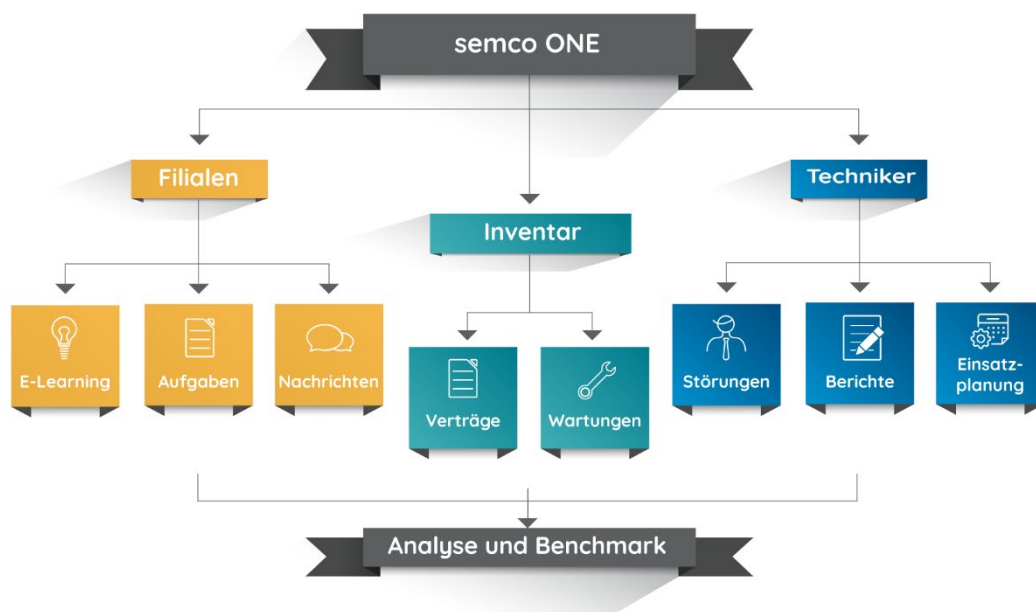 semco ONE
Filialen
Techniker
Inventar
E-Learning
Aufgaben
Nachrichten
Verträge
Wartungen
Störungen
Berichte
Einsatz-
planung
Analyse und Benchmark